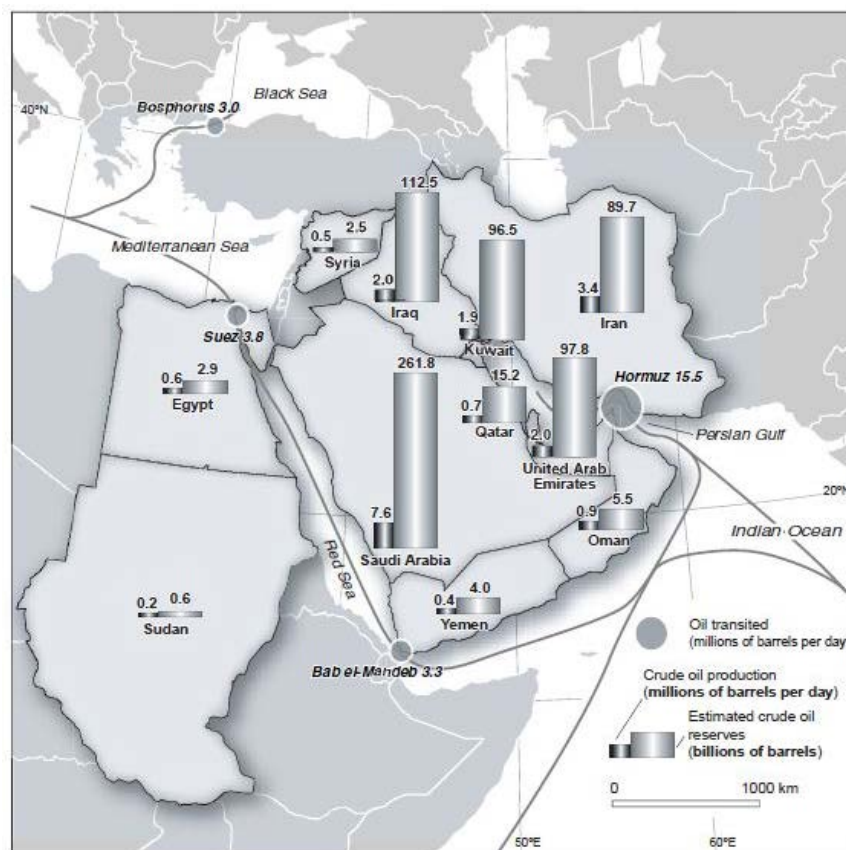 40ºN
Bosphorus 3.0
Black Sea
Mediterranean Sea
0.5
2.5
Syria
112.5
2.0
Iraq
96.5
1.9
Kuwait
89.7
3.4
Iran
Suez 3.8
0.6
2.9
Egypt
261.8
7.6
Saudi Arabia
15.2
0.7
Qatar
97.8
2.0
United Arab
Emirates
Hormuz 15.5
Persian Gulf
20ºN
5.5
0.9
Oman
Indian Ocean
Red Sea
4.0
0.4
Yemen
0.2
0.6
Sudan
Bab el-Mandeb 3.3
Oil transited
(millions of barrels per day)
Crude oil production
(millions of barrels per day)
Estimated crude oil
reserves
(billions of barrels)
0
1000 km
50ºE
60ºE